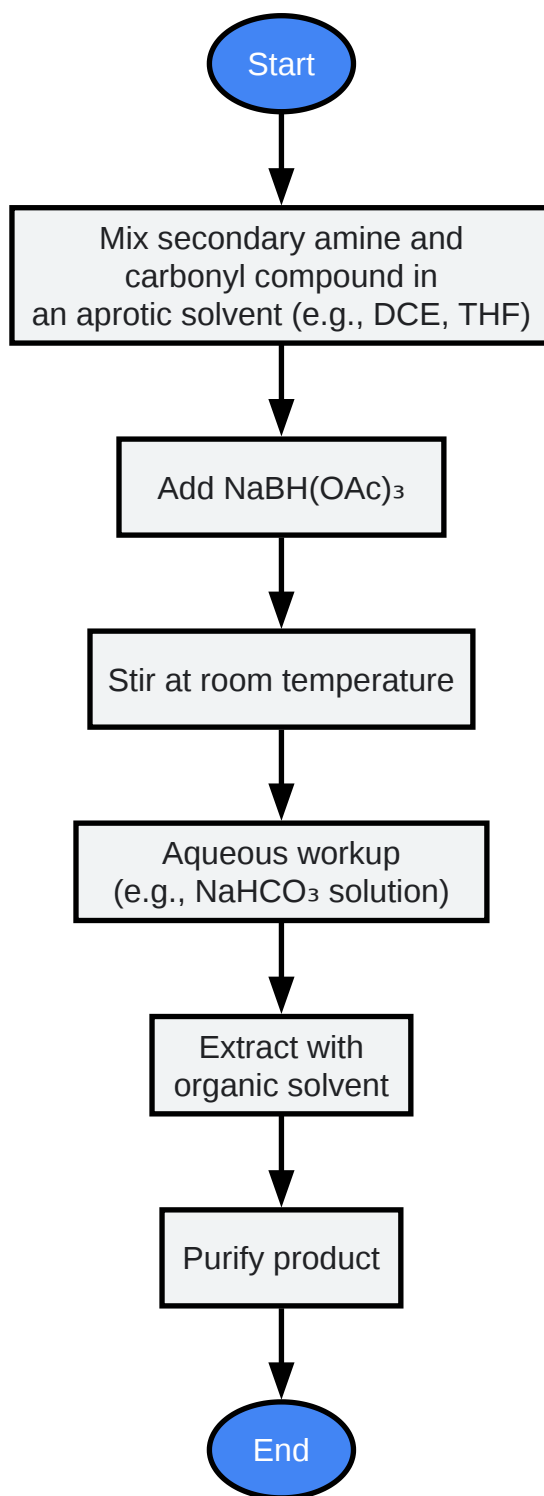 Start
Mix secondary amine and
carbonyl compound in
an aprotic solvent (e.g., DCE, THF)
Add NaBH(OAc)₃
Stir at room temperature
Aqueous workup
(e.g., NaHCO₃ solution)
Extract with
organic solvent
Purify product
End